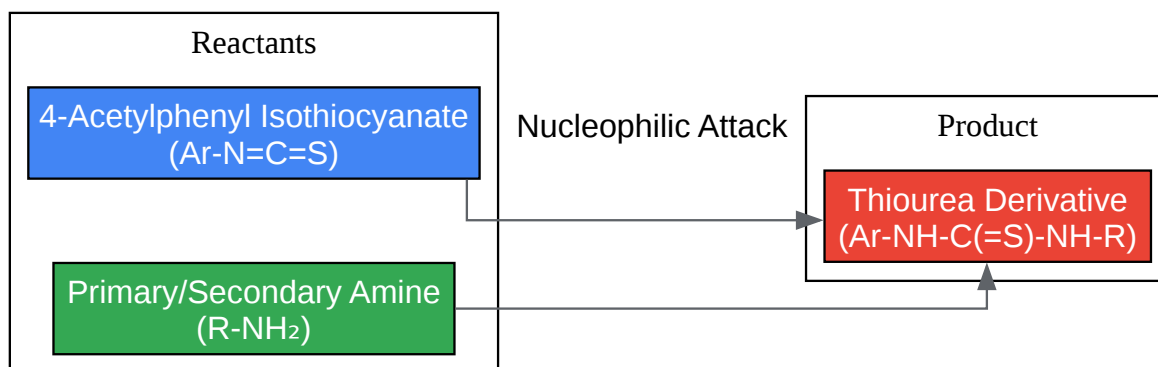 Reactants
4-Acetylphenyl Isothiocyanate
(Ar-N=C=S)
Primary/Secondary Amine
(R-NH₂)
Nucleophilic Attack
Product
Thiourea Derivative
(Ar-NH-C(=S)-NH-R)